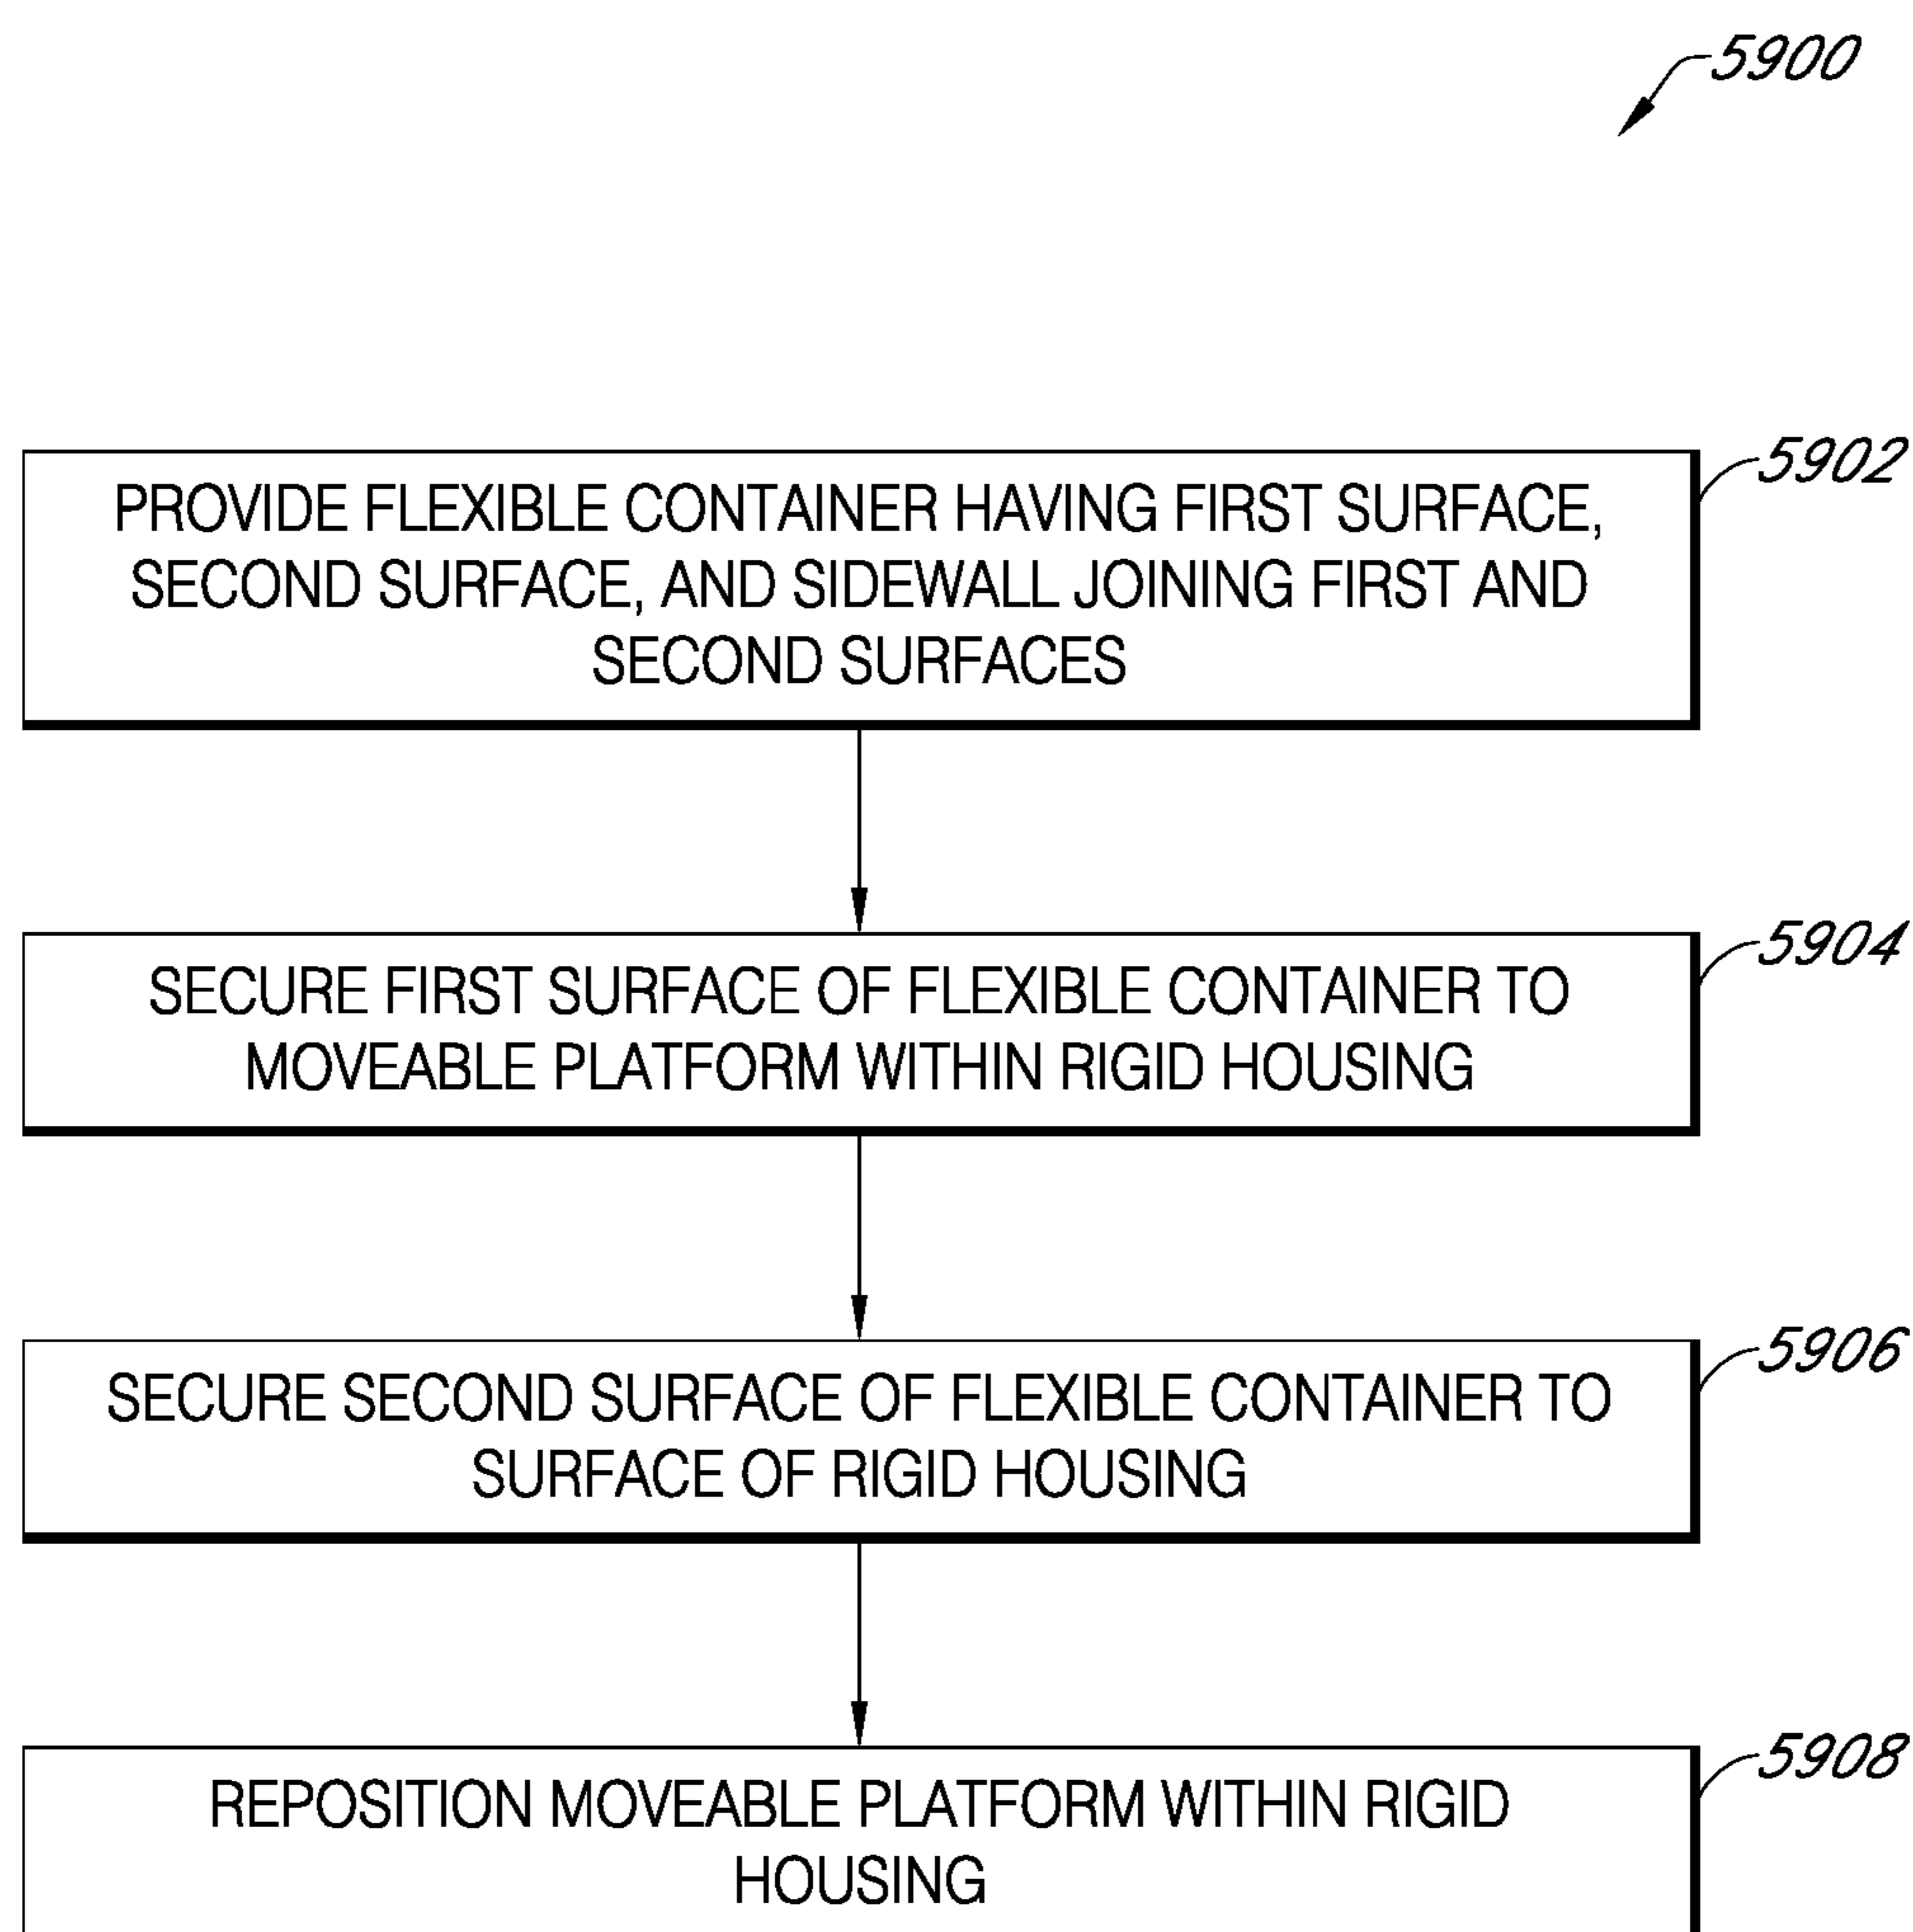 5900
5902
PROVIDE FLEXIBLE CONTAINER HAVING FIRST SURFACE,
SECOND SURFACE, AND SIDEWALL JOINING FIRST AND
SECOND SURFACES
5904
SECURE FIRST SURFACE OF FLEXIBLE CONTAINER TO
MOVEABLE PLATFORM WITHIN RIGID HOUSING
5906
SECURE SECOND SURFACE OF FLEXIBLE CONTAINER TO
SURFACE OF RIGID HOUSING
5908
REPOSITION MOVEABLE PLATFORM WITHIN RIGID
HOUSING